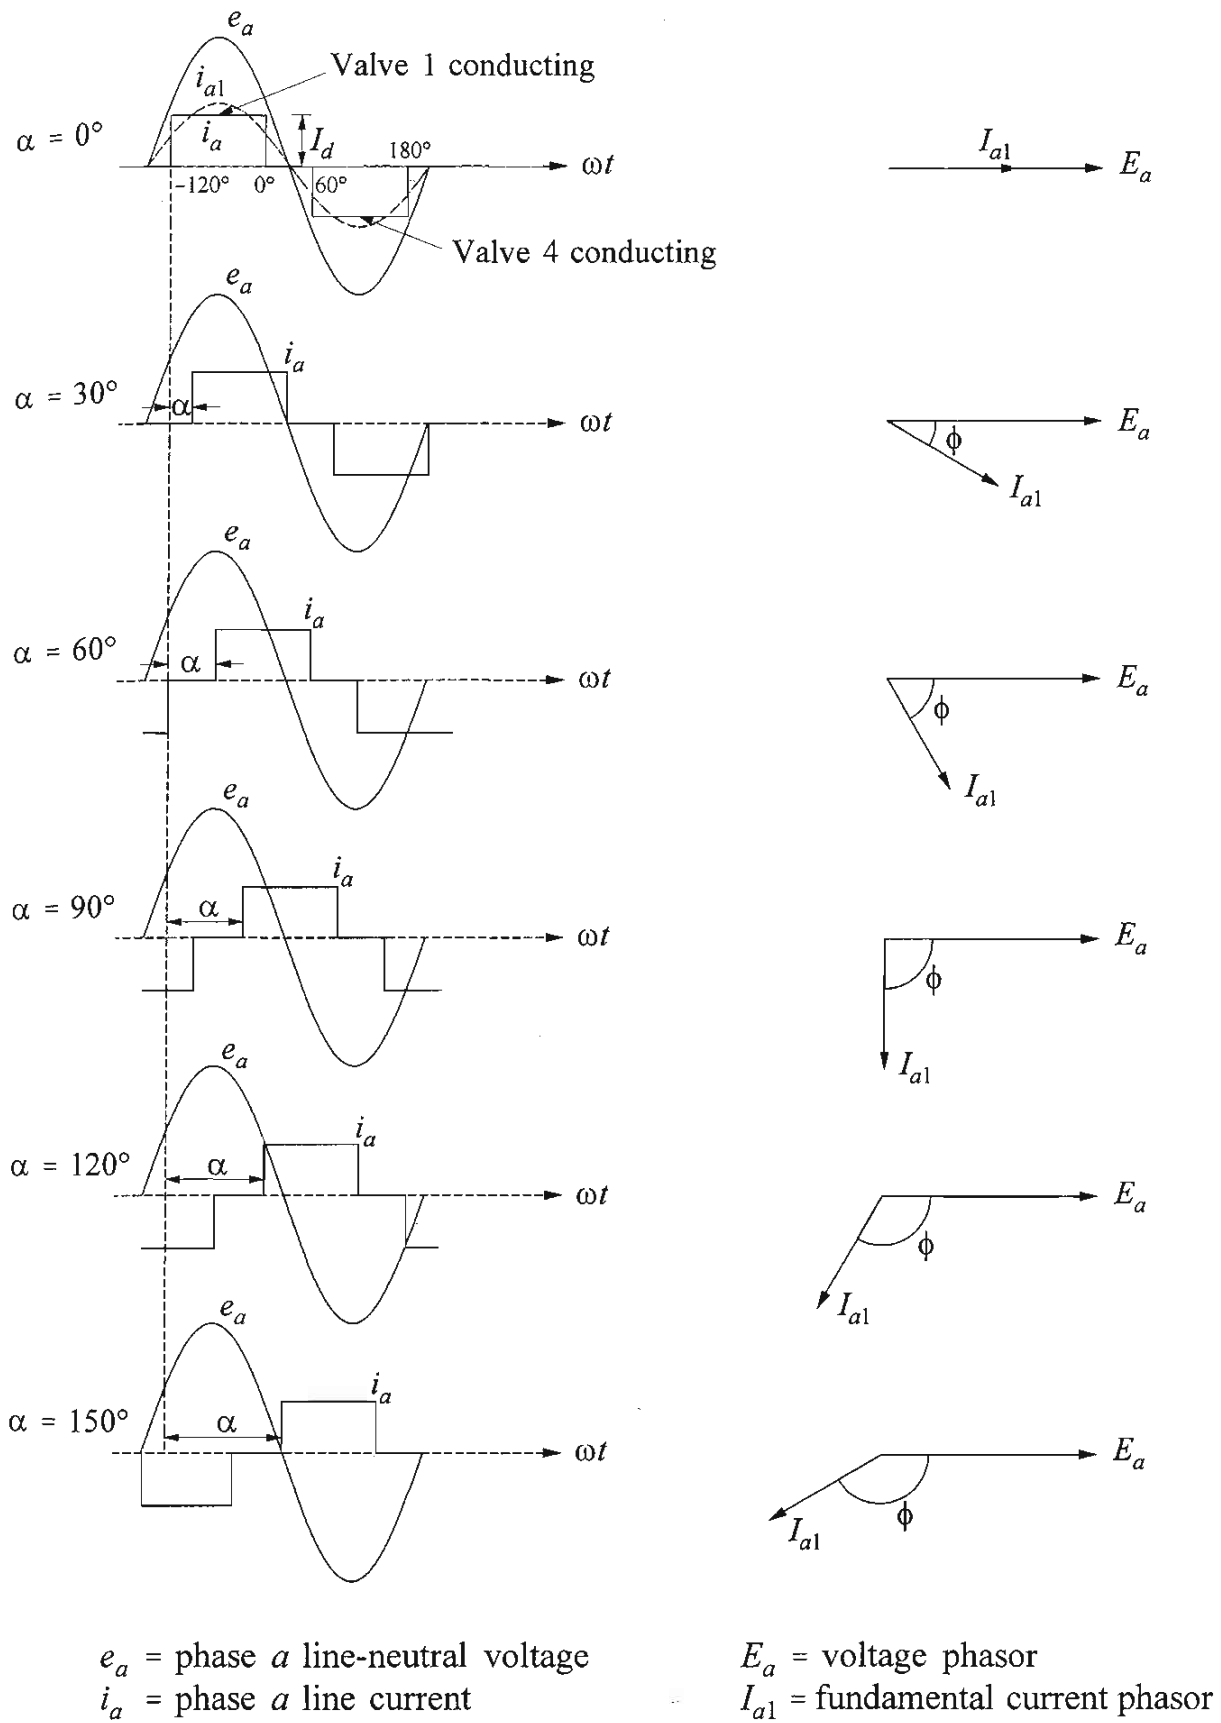 e_a
Valve 1 conducting
i_a1
α = 0° i_a I_d 180° ωt I_a1 E_a
-120° 0° 60°
Valve 4 conducting
e_a
i_a
α = 30° α ωt E_a
ϕ
I_a1
e_a
i_a
α = 60° α ωt E_a
ϕ
I_a1
e_a
i_a
α = 90° α ωt E_a
ϕ
I_a1
e_a
i_a
α = 120° α ωt E_a
ϕ
I_a1
e_a
i_a
α = 150° α ωt E_a
ϕ
I_a1
e_a = phase a line-neutral voltage
i_a = phase a line current
E_a = voltage phasor
I_a1 = fundamental current phasor